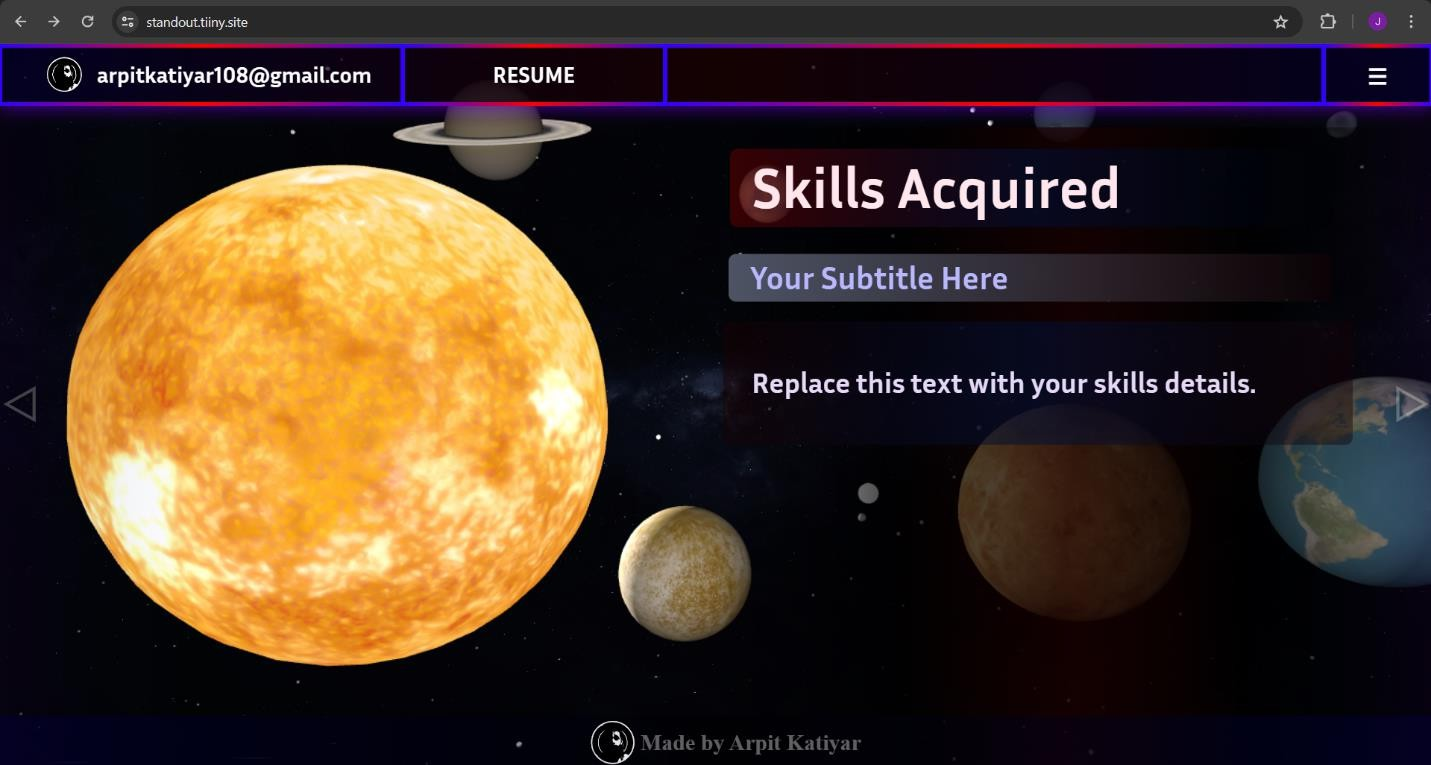 standout.tiiny.site
J
arpitkatiyar108@gmail.com
RESUME
Skills Acquired
Your Subtitle Here
Replace this text with your skills details.
Made by Arpit Katiyar